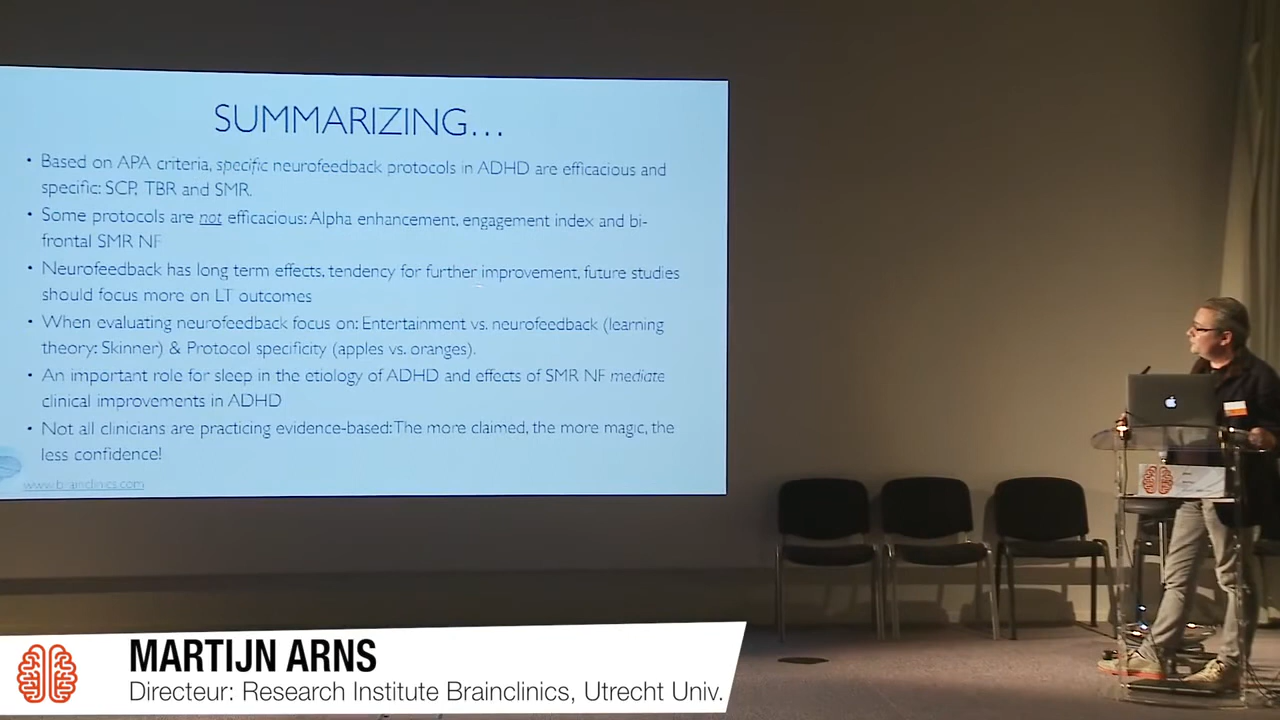 SUMMARIZING...
• Based on APA criteria, specific neurofeedback protocols in ADHD are efficacious and
specific: SCP, TBR and SMR.
• Some protocols are not efficacious: Alpha enhancement, engagement index and bi-
frontal SMR NF
• Neurofeedback has long term effects, tendency for further improvement, future studies
should focus more on LT outcomes
• When evaluating neurofeedback focus on: Entertainment vs. neurofeedback (learning
theory: Skinner) & Protocol specificity (apples vs. oranges).
• An important role for sleep in the etiology of ADHD and effects of SMR NF mediate
clinical improvements in ADHD
• Not all clinicians are practicing evidence-based: The more claimed, the more magic, the
less confidence!
www.brainclinics.com
MARTIJN ARNS
Directeur: Research Institute Brainclinics, Utrecht Univ.